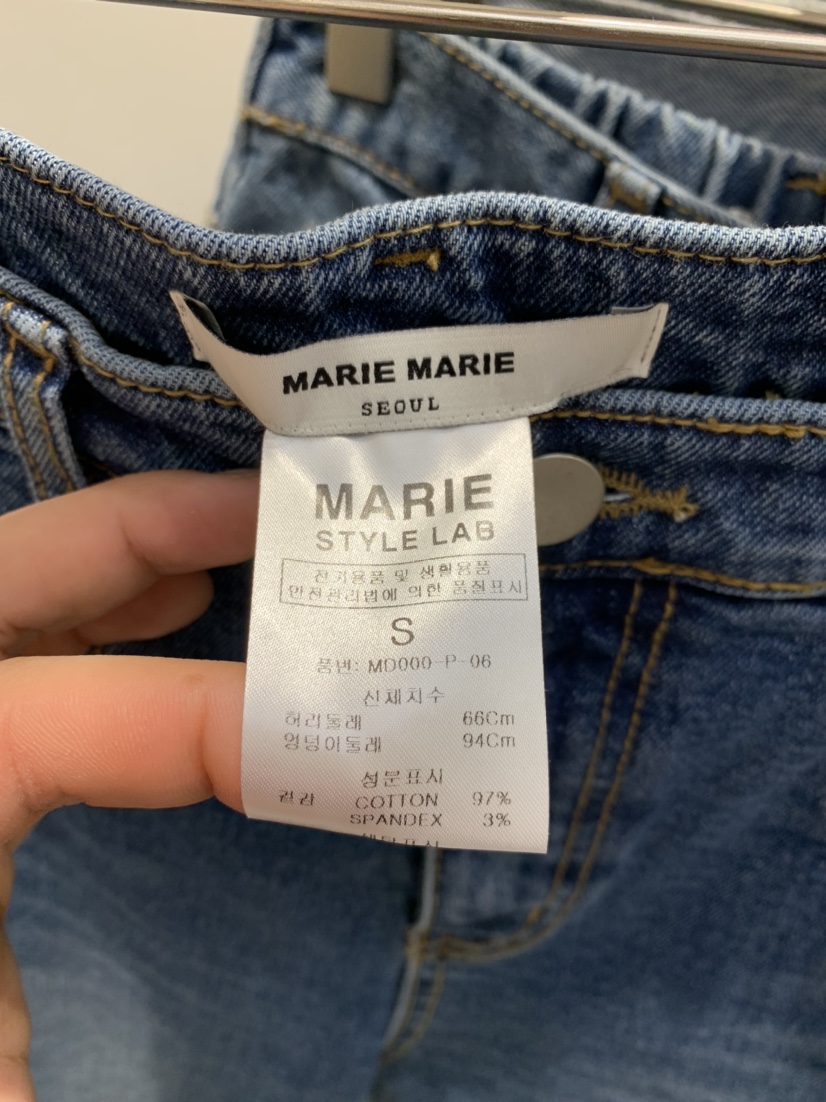 MARIE MARIE
SEOUL
MARIE
STYLE LAB
전기용품 및 생활용품
안전관리법에 의한 품질표시
S
품번: MD000-P-06
신체치수
허리둘레 66Cm
엉덩이둘레 94Cm
성분표시
겉감 COTTON 97%
SPANDEX 3%